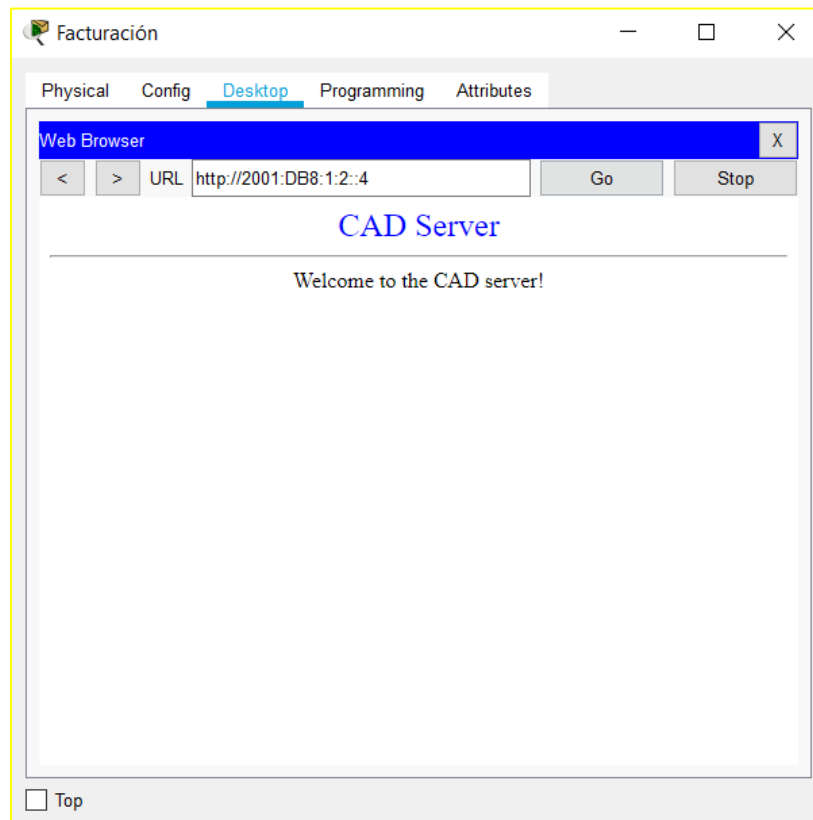 Facturación
Physical Config Desktop Programming Attributes
Web Browser X
< > URL http://2001:DB8:1:2::4 Go Stop
CAD Server
Welcome to the CAD server!
Top